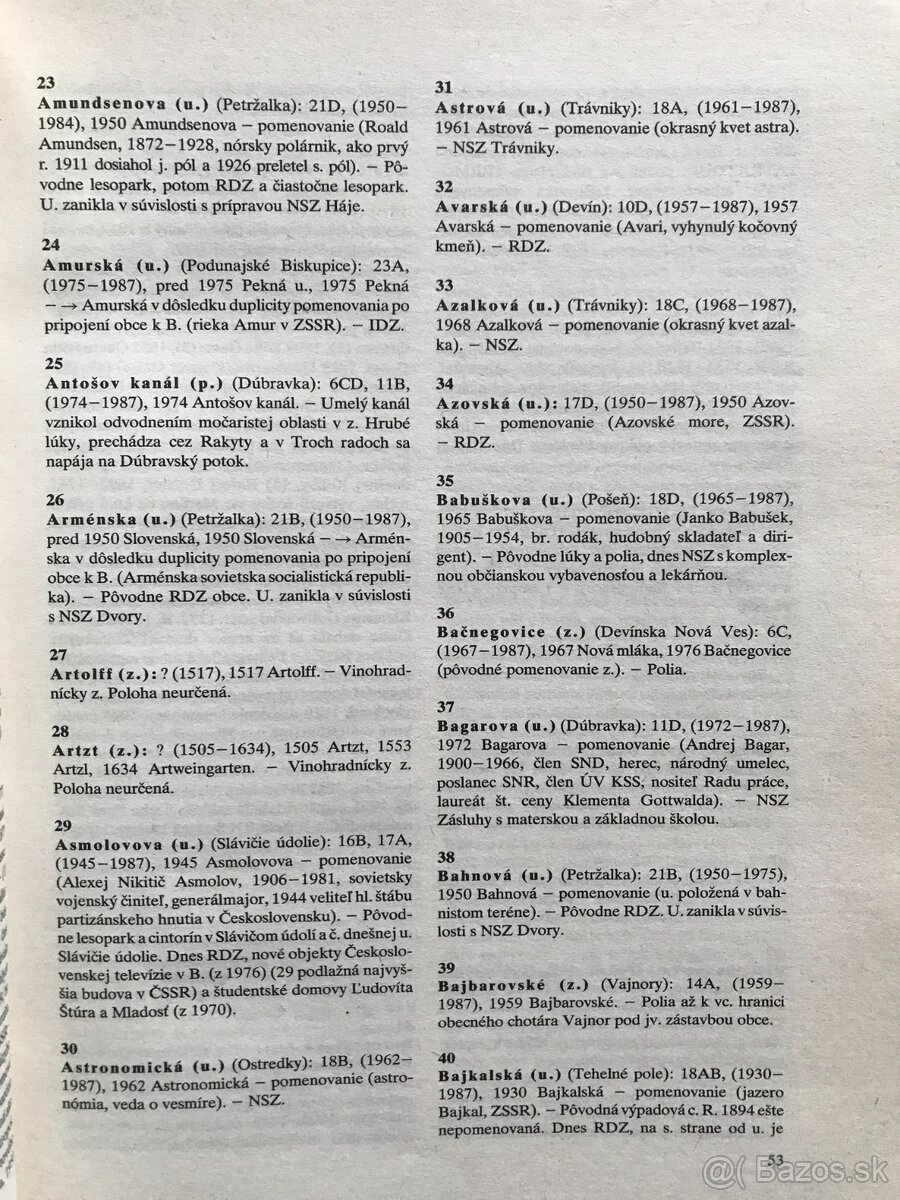 23
Amundsenova (u.) (Petržalka): 21D, (1950–
1984), 1950 Amundsenova – pomenovanie (Roald
Amundsen, 1872–1928, nórsky polárnik, ako prvý
r. 1911 dosiahol j. pól a 1926 preletel s. pól). – Pô-
vodne lesopark, potom RDZ a čiastočne lesopark.
U. zanikla v súvislosti s prípravou NSZ Háje.
24
Amurská (u.) (Podunajské Biskupice): 23A,
(1975–1987), pred 1975 Pekná u., 1975 Pekná
–→ Amurská v dôsledku duplicity pomenovania po
pripojení obce k B. (rieka Amur v ZSSR). – IDZ.
25
Antošov kanál (p.) (Dúbravka): 6CD, 11B,
(1974–1987), 1974 Antošov kanál. – Umelý kanál
vznikol odvodnením močaristej oblasti v z. Hrubé
lúky, prechádza cez Rakyty a v Troch radoch sa
napája na Dúbravský potok.
26
Arménska (u.) (Petržalka): 21B, (1950–1987),
pred 1950 Slovenská, 1950 Slovenská –→ Armén-
ska v dôsledku duplicity pomenovania po pripojení
obce k B. (Arménska sovietska socialistická republi-
ka). – Pôvodne RDZ obce. U. zanikla v súvislosti
s NSZ Dvory.
27
Artolff (z.): ? (1517), 1517 Artolff. – Vinohrad-
nícky z. Poloha neurčená.
28
Artzt (z.): ? (1505–1634), 1505 Artzt, 1553
Artzl, 1634 Artweingarten. – Vinohradnícky z.
Poloha neurčená.
29
Asmolovova (u.) (Slávičie údolie): 16B, 17A,
(1945–1987), 1945 Asmolovova – pomenovanie
(Alexej Nikitič Asmolov, 1906–1981, sovietsky
vojenský činiteľ, generálmajor, 1944 veliteľ hl. štábu
partizánskeho hnutia v Československu). – Pôvod-
ne lesopark a cintorín v Slávičom údolí a č. dnešnej u.
Slávičie údolie. Dnes RDZ, nové objekty Českoslo-
venskej televízie v B. (z 1976) (29 podlažná najvyš-
šia budova v ČSSR) a študentské domovy Ľudovíta
Štúra a Mladosť (z 1970).
30
Astronomická (u.) (Ostredky): 18B, (1962–
1987), 1962 Astronomická – pomenovanie (astro-
nómia, veda o vesmíre). – NSZ.
31
Astrová (u.) (Trávniky): 18A, (1961-1987),
1961 Astrová – pomenovanie (okrasný kvet astra).
– NSZ Trávniky.
32
Avarská (u.) (Devín): 10D, (1957–1987), 1957
Avarská – pomenovanie (Avari, vyhynulý kočovný
kmeň). – RDZ.
33
Azalková (u.) (Trávniky): 18C, (1968–1987),
1968 Azalková – pomenovanie (okrasný kvet azal-
ka). – NSZ.
34
Azovská (u.): 17D, (1950–1987), 1950 Azov-
ská – pomenovanie (Azovské more, ZSSR).
– RDZ.
35
Babuškova (u.) (Pošeň): 18D, (1965–1987),
1965 Babuškova – pomenovanie (Janko Babušek,
1905–1954, br. rodák, hudobný skladateľ a diri-
gent). – Pôvodne lúky a polia, dnes NSZ s komplex-
nou občianskou vybavenosťou a lekárňou.
36
Bačnegovice (z.) (Devínska Nová Ves): 6C,
(1967–1987), 1967 Nová mláka, 1976 Bačnegovice
(pôvodné pomenovanie z.). – Polia.
37
Bagarova (u.) (Dúbravka): 11D, (1972–1987),
1972 Bagarova – pomenovanie (Andrej Bagar,
1900–1966, člen SND, herec, národný umelec,
poslanec SNR, člen ÚV KSS, nositeľ Radu práce,
laureát št. ceny Klementa Gottwalda). – NSZ
Zásluhy s materskou a základnou školou.
38
Bahnová (u.) (Petržalka): 21B, (1950–1975),
1950 Bahnová – pomenovanie (u. položená v bah-
nistom teréne). – Pôvodne RDZ. U. zanikla v súvis-
losti s NSZ Dvory.
39
Bajbarovské (z.) (Vajnory): 14A, (1959–
1987), 1959 Bajbarovské. – Polia až k vc. hranici
obecného chotára Vajnor pod jv. zástavbou obce.
40
Bajkalská (u.) (Tehelné pole): 18AB, (1930–
1987), 1930 Bajkalská – pomenovanie (jazero
Bajkal, ZSSR). – Pôvodná výpadová c. R. 1894 ešte
nepomenovaná. Dnes RDZ, na s. strane od u. je
53
@( Bazos.sk